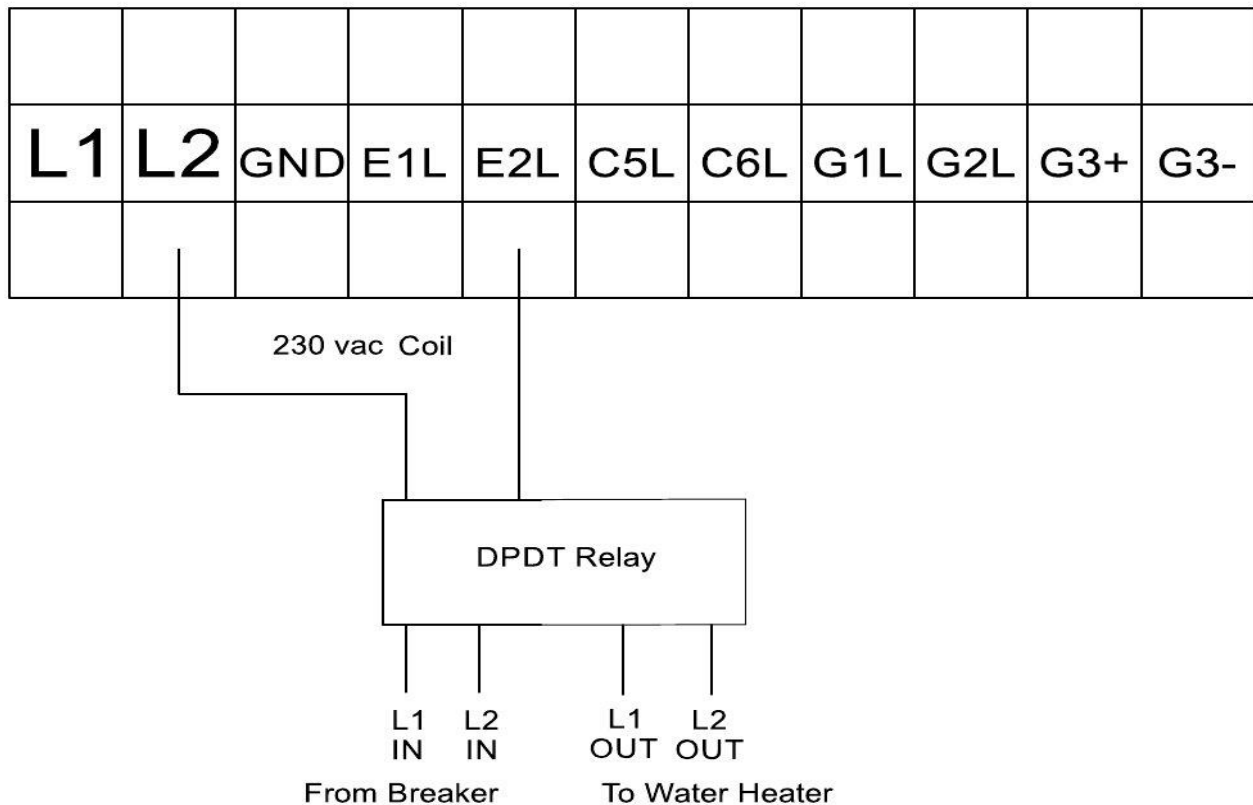 L1 L2 GND E1L E2L C5L C6L G1L G2L G3+ G3-
230 vac Coil
DPDT Relay
L1 L2 L1 L2
IN IN OUT OUT
From Breaker To Water Heater